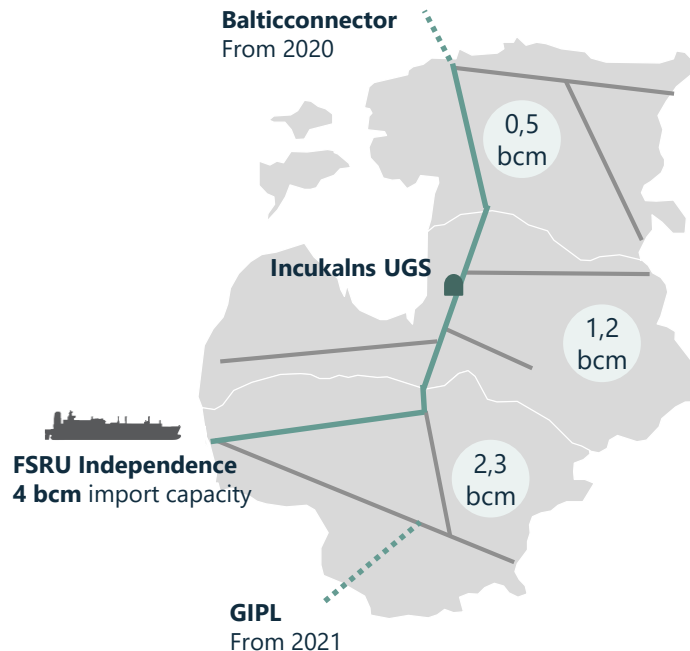 Balticconnector
From 2020
0,5
bcm
Incukalns UGS
1,2
bcm
FSRU Independence
4 bcm import capacity
2,3
bcm
GIPL
From 2021